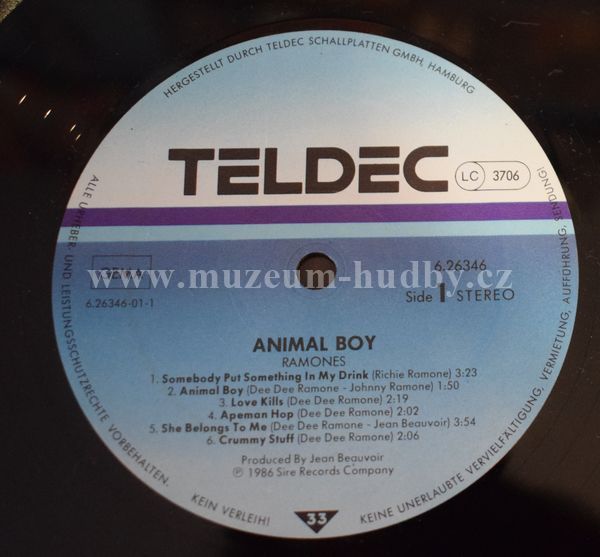 HERGESTELLT DURCH TELDEC SCHALLPLATTEN GMBH, HAMBURG
TELDEC
LC 3706
GEMA
www.muzeum-hudby.cz
6.26346
6.26346-01-1
Side 1 STEREO
ANIMAL BOY
RAMONES
1. Somebody Put Something In My Drink (Richie Ramone) 3:23
2. Animal Boy (Dee Dee Ramone - Johnny Ramone) 1:50
3. Love Kills (Dee Dee Ramone) 2:19
4. Apeman Hop (Dee Dee Ramone) 2:02
5. She Belongs To Me (Dee Dee Ramone - Jean Beauvoir) 3:54
6. Crummy Stuff (Dee Dee Ramone) 2:06
Produced By Jean Beauvoir
℗ 1986 Sire Records Company
33
ALLE URHEBER- UND LEISTUNGSSCHUTZRECHTE VORBEHALTEN.
KEIN VERLEIH!
KEINE UNERLAUBTE VERVIELFÄLTIGUNG, VERMIETUNG, AUFFÜHRUNG, SENDUNG!